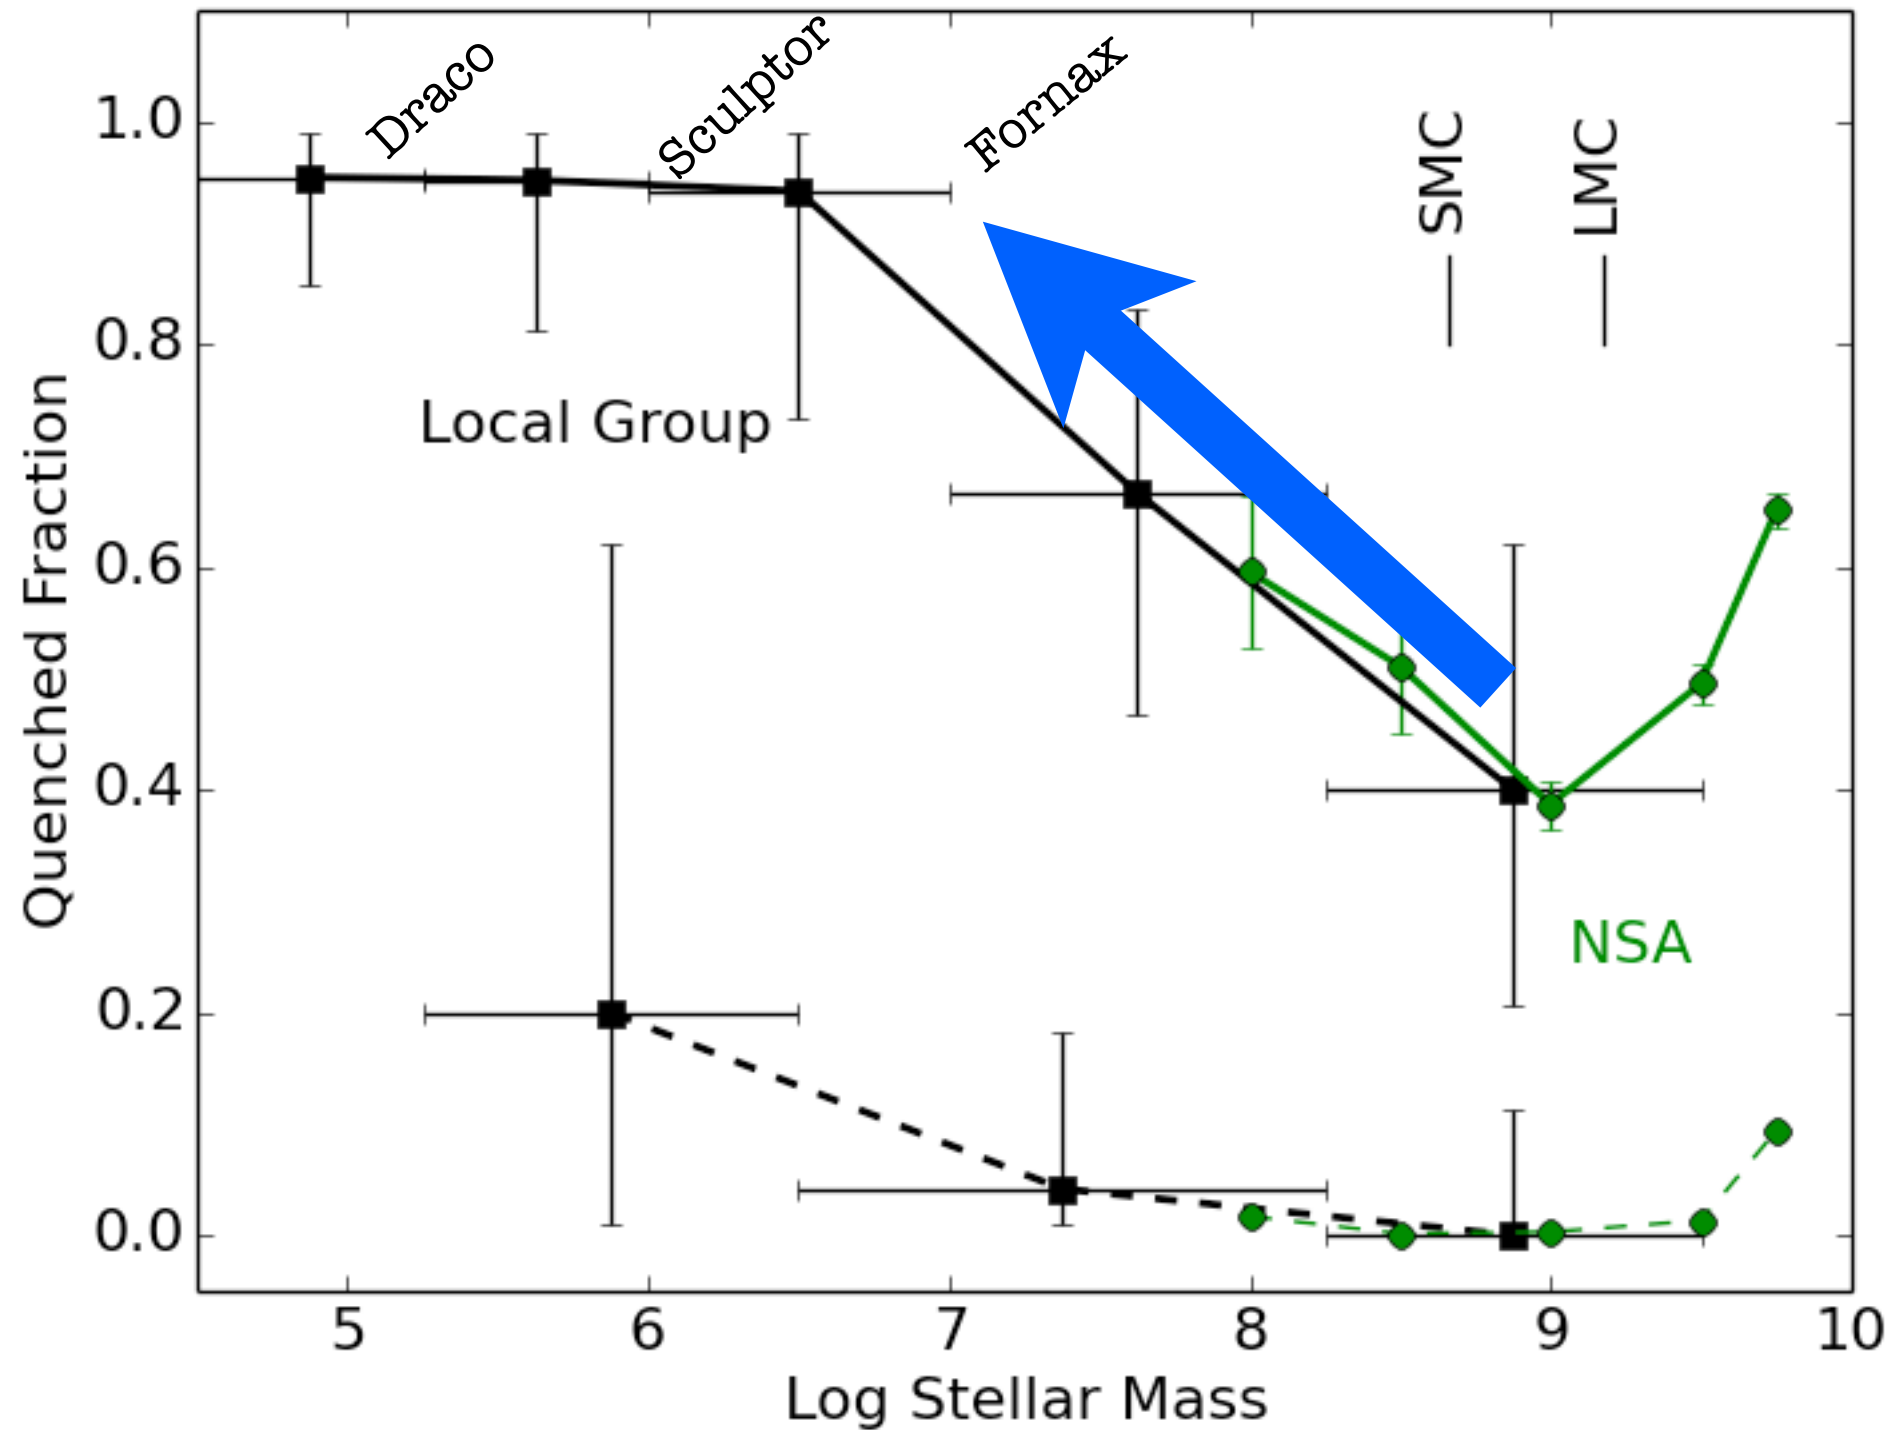 Draco
Sculptor
Fornax
SMC
LMC
1.0
0.8
0.6
0.4
0.2
0.0
Quenched Fraction
Local Group
NSA
5 6 7 8 9 10
Log Stellar Mass